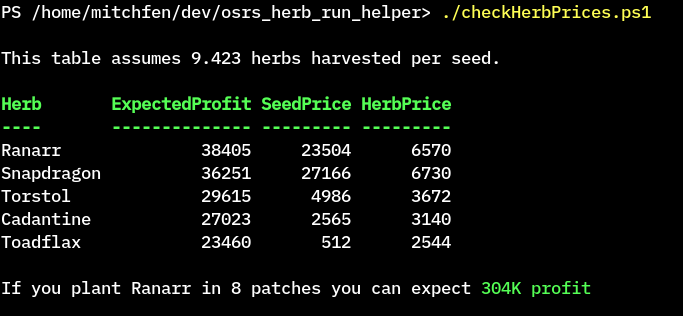 PS /home/mitchfen/dev/osrs_herb_run_helper> ./checkHerbPrices.ps1
This table assumes 9.423 herbs harvested per seed.
Herb ExpectedProfit SeedPrice HerbPrice
---- -------------- --------- ---------
Ranarr 38405 23504 6570
Snapdragon 36251 27166 6730
Torstol 29615 4986 3672
Cadantine 27023 2565 3140
Toadflax 23460 512 2544
If you plant Ranarr in 8 patches you can expect 304K profit